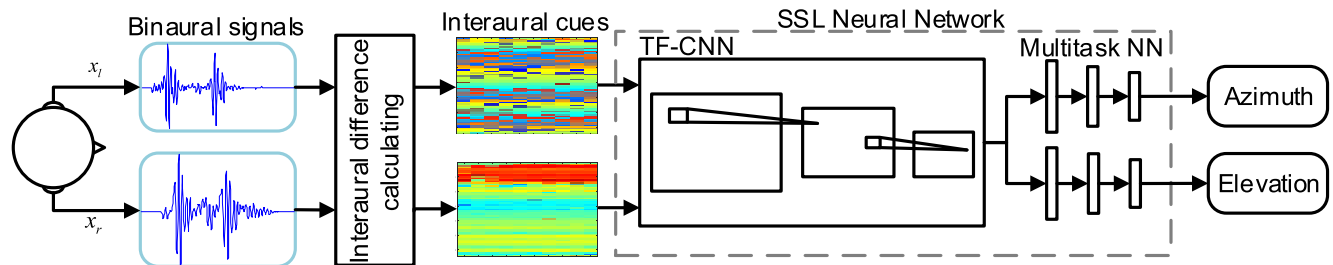 Binaural signals
x_l
x_r
Interaural difference
calculating
Interaural cues
SSL Neural Network
TF-CNN
Multitask NN
Azimuth
Elevation